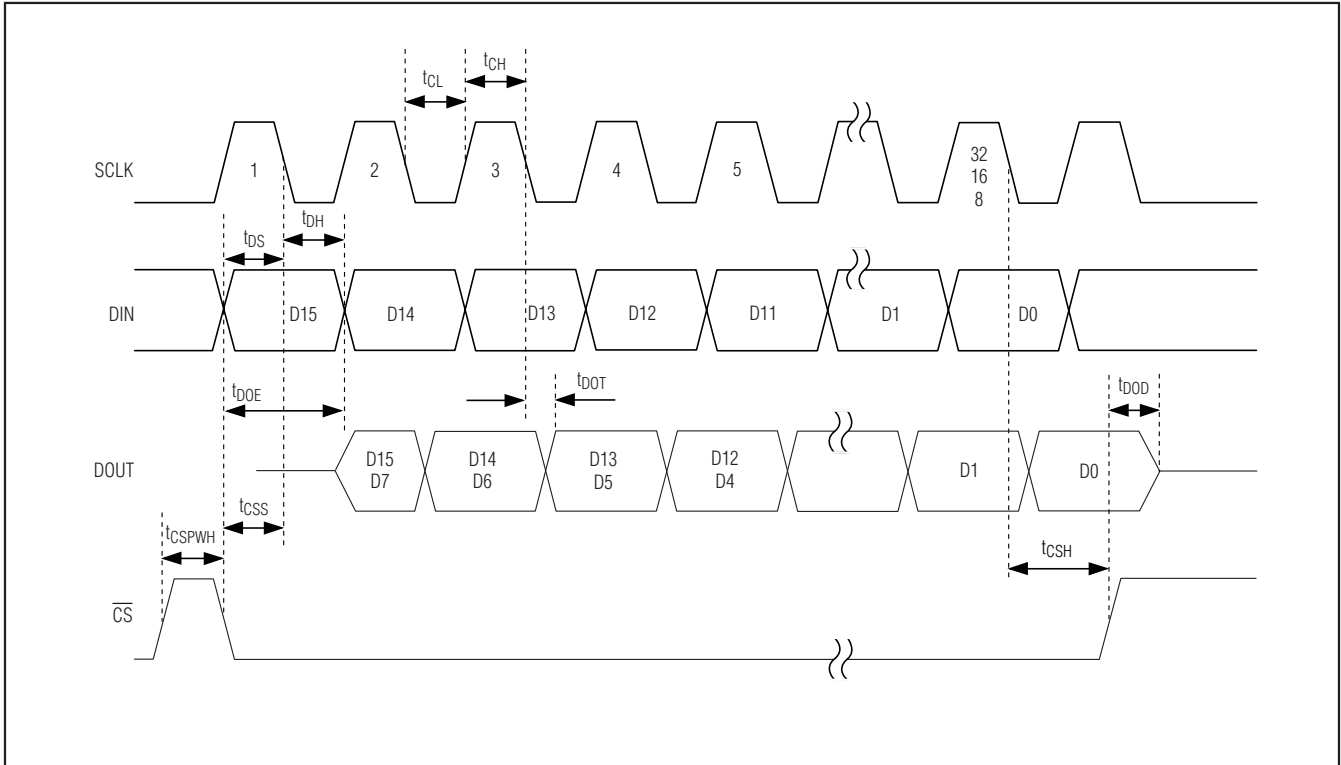 tCL
tCH
SCLK
1
2
3
4
5
32
16
8
tDS
tDH
DIN
D15
D14
D13
D12
D11
D1
D0
tDOE
tDOT
tDOD
DOUT
D15
D7
D14
D6
D13
D5
D12
D4
D1
D0
tCSPWH
tCSS
tCSH
C̅S̅